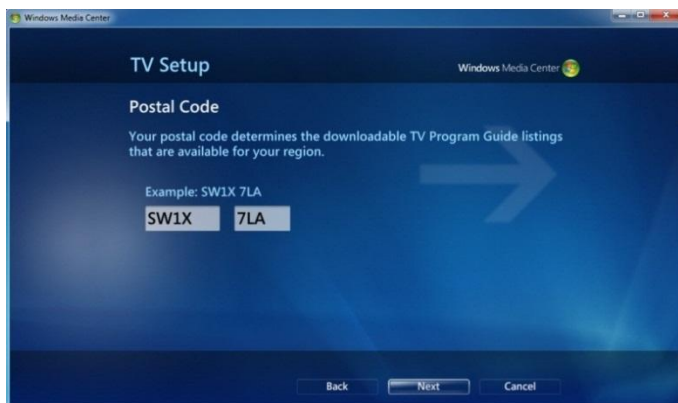 Windows Media Center
TV Setup
Windows Media Center
Postal Code
Your postal code determines the downloadable TV Program Guide listings
that are available for your region.
Example: SW1X 7LA
SW1X 7LA
Back Next Cancel